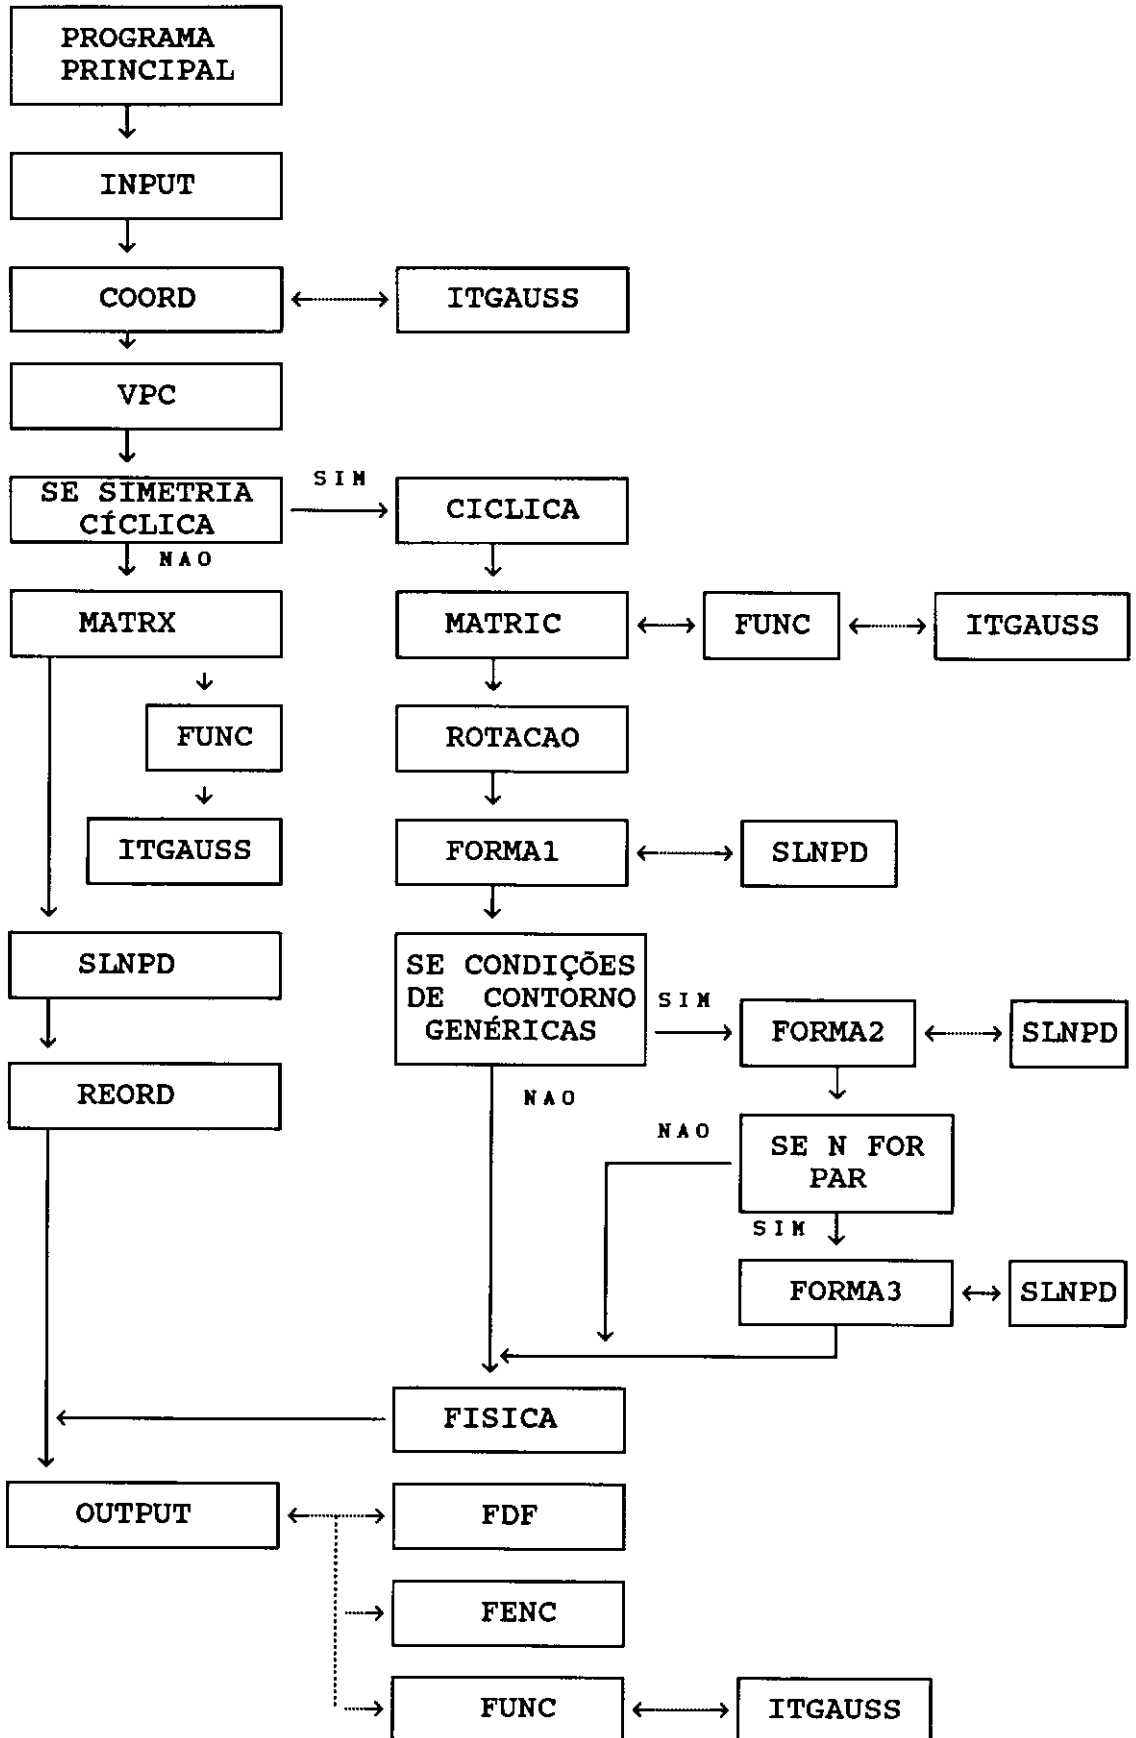 PROGRAMA
PRINCIPAL
INPUT
COORD
ITGAUSS
VPC
SE SIMETRIA
CÍCLICA
SIM
CICLICA
NAO
MATRX
MATRIC
FUNC
ITGAUSS
FUNC
ROTACAO
ITGAUSS
FORMA1
SLNPD
SLNPD
SE CONDIÇÕES
DE CONTORNO
GENÉRICAS
SIM
FORMA2
SLNPD
REORD
NAO
NAO
SE N FOR
PAR
SIM
FORMA3
SLNPD
FISICA
OUTPUT
FDF
FENC
FUNC
ITGAUSS